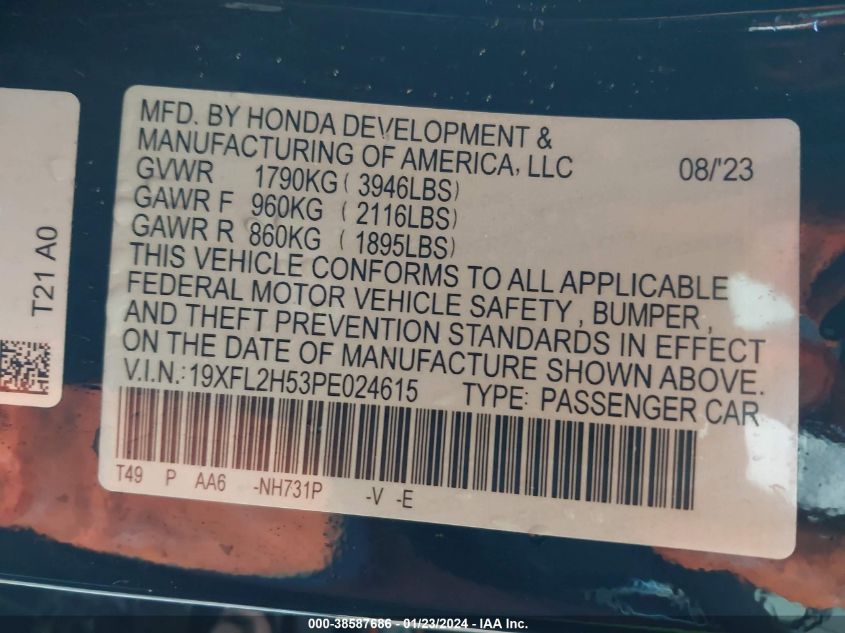 MFD. BY HONDA DEVELOPMENT &
MANUFACTURING OF AMERICA, LLC 08/'23
GVWR 1790KG ( 3946LBS)
GAWR F 960KG ( 2116LBS)
GAWR R 860KG ( 1895LBS)
THIS VEHICLE CONFORMS TO ALL APPLICABLE
FEDERAL MOTOR VEHICLE SAFETY, BUMPER,
AND THEFT PREVENTION STANDARDS IN EFFECT
ON THE DATE OF MANUFACTURE SHOWN ABOVE.
V.I.N.:19XFL2H53PE024615 TYPE: PASSENGER CAR
T49 P AA6 -NH731P -V -E
T21 A0
000-38587686 - 01/23/2024 - IAA Inc.